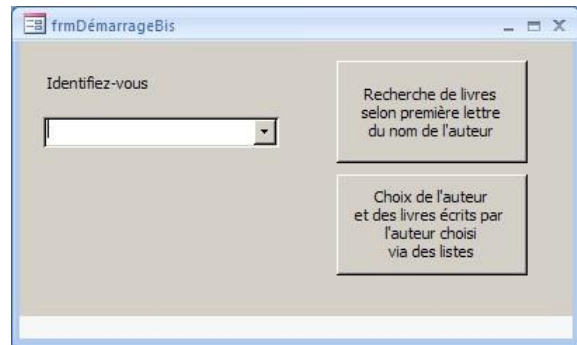 frmDémarrageBis
Identifiez-vous
Recherche de livres
selon première lettre
du nom de l'auteur
Choix de l'auteur
et des livres écrits par
l'auteur choisi
via des listes